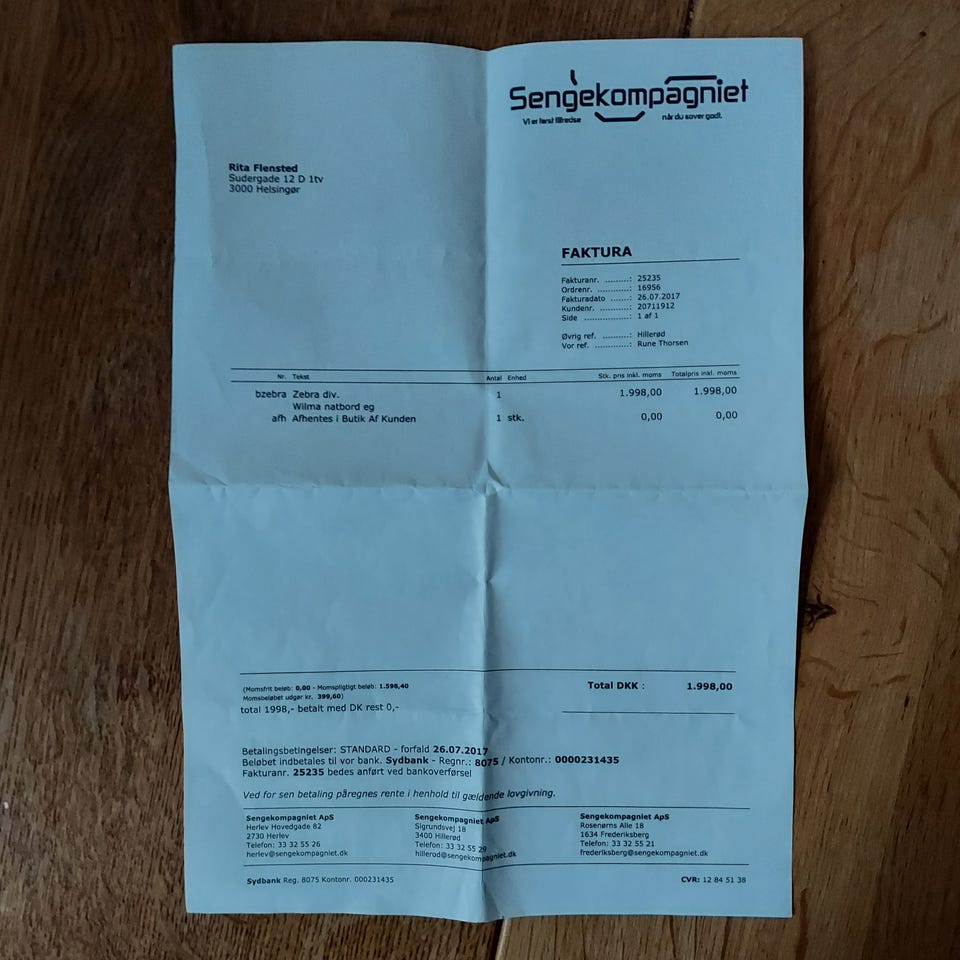 Sengekompagniet
Vi er først tilfredse når du sover godt.
Rita Flensted
Sudergade 12 D 1tv
3000 Helsingør
FAKTURA
Fakturanr. ........: 25235
Ordrenr. ............: 16956
Fakturadato .......: 26.07.2017
Kundenr. ...........: 20711912
Side .................: 1 af 1
Øvrig ref. ..........: Hillerød
Vor ref. .............: Rune Thorsen
Nr. Tekst Antal Enhed Stk. pris inkl. moms Totalpris inkl. moms
bzebra Zebra div. 1 1.998,00 1.998,00
Wilma natbord eg
afh Afhentes i Butik Af Kunden 1 stk. 0,00 0,00
(Momsfrit beløb: 0,00 - Momspligtigt beløb: 1.598,40
Momsbeløbet udgør kr. 399,60)
total 1998,- betalt med DK rest 0,-
Total DKK : 1.998,00
Betalingsbetingelser: STANDARD - forfald 26.07.2017
Beløbet indbetales til vor bank. Sydbank - Regnr.: 8075 / Kontonr.: 0000231435
Fakturanr. 25235 bedes anført ved bankoverførsel
Ved for sen betaling påregnes rente i henhold til gældende lovgivning.
Sengekompagniet ApS
Herlev Hovedgade 82
2730 Herlev
Telefon: 33 32 55 26
herlev@sengekompagniet.dk
Sengekompagniet ApS
Sigrundsvej 18
3400 Hillerød
Telefon: 33 32 55 29
hillerod@sengekompagniet.dk
Sengekompagniet ApS
Rosenørns Alle 18
1634 Frederiksberg
Telefon: 33 32 55 21
frederiksberg@sengekompagniet.dk
Sydbank Reg. 8075 Kontonr. 000231435
CVR: 12 84 51 38